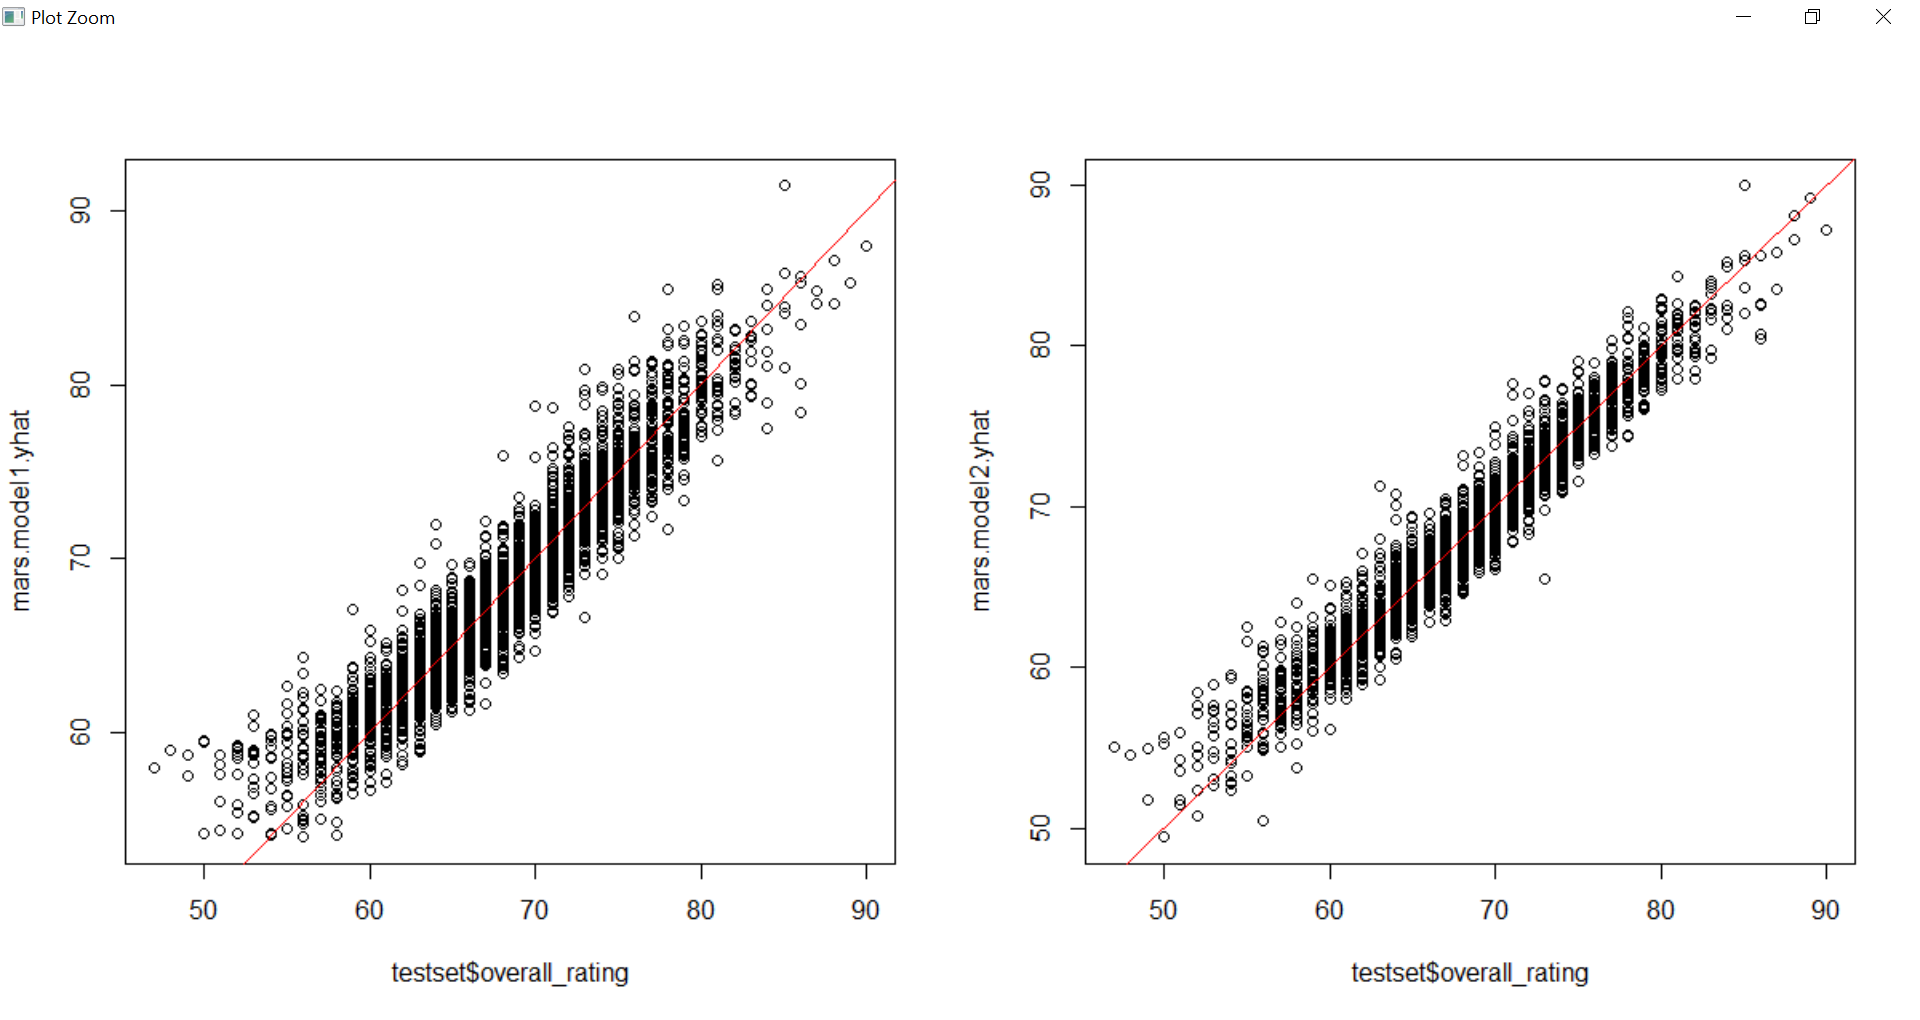 Plot Zoom
mars.model1.yhat
90
80
70
60
50 60 70 80 90
testset$overall_rating
mars.model2.yhat
90
80
70
60
50
50 60 70 80 90
testset$overall_rating